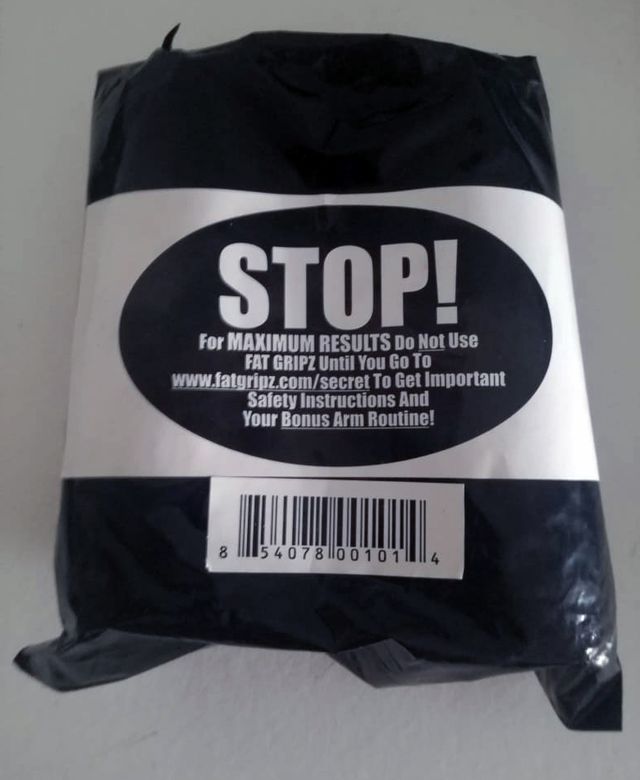 STOP!
For MAXIMUM RESULTS Do Not Use
FAT GRIPZ Until You Go To
www.fatgripz.com/secret To Get Important
Safety Instructions And
Your Bonus Arm Routine!
8 54078 00101 4